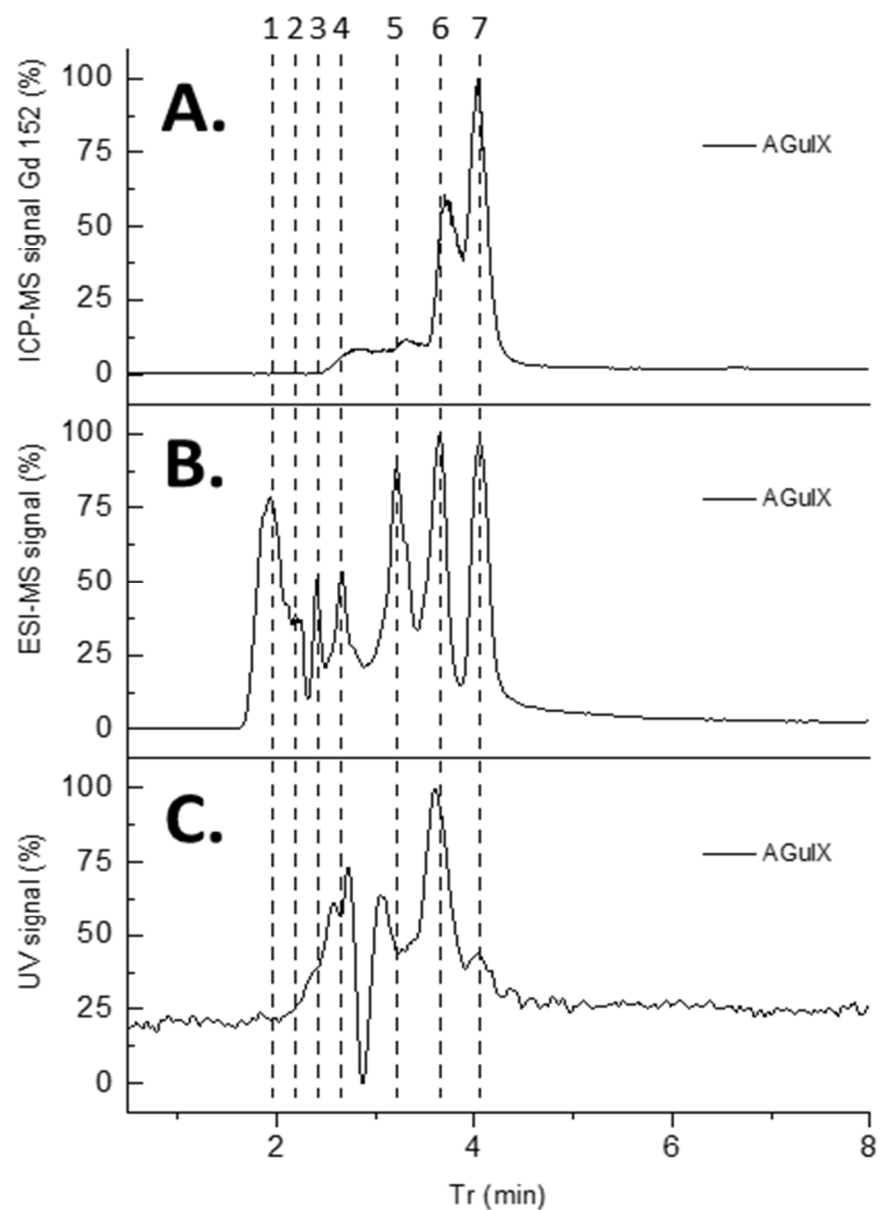 1 2 3 4 5 6 7
ICP-MS signal Gd 152 (%)
100
75
50
25
0
A.
AGuIX
ESI-MS signal (%)
100
75
50
25
0
B.
AGuIX
UV signal (%)
100
75
50
25
0
C.
AGuIX
2 4 6 8
Tr (min)